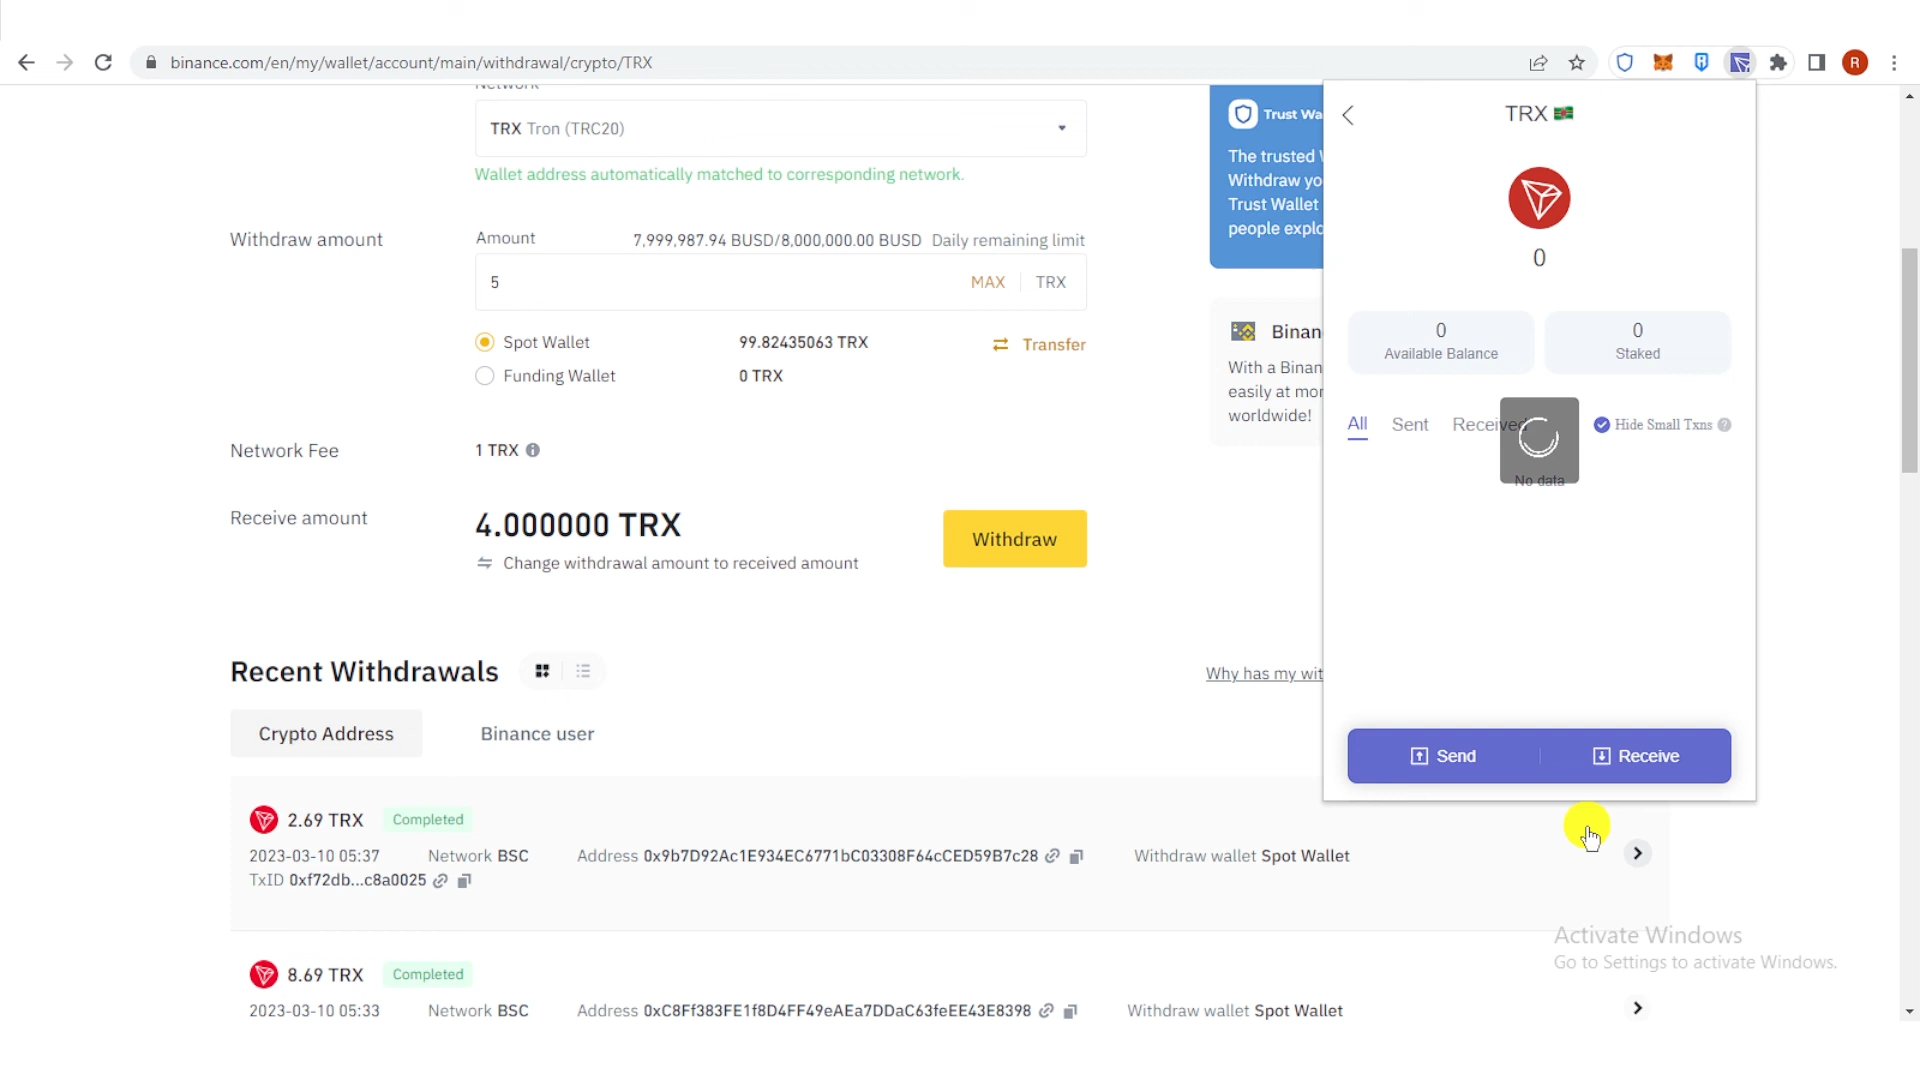 binance.com/en/my/wallet/account/main/withdrawal/crypto/TRX
R
Network
TRX Tron (TRC20)
Wallet address automatically matched to corresponding network.
Withdraw amount
Amount
7,999,987.94 BUSD/8,000,000.00 BUSD Daily remaining limit
5
MAX
TRX
Spot Wallet
99.82435063 TRX
Transfer
Funding Wallet
0 TRX
Network Fee
1 TRX
Receive amount
4.000000 TRX
Change withdrawal amount to received amount
Withdraw
Trust Wa
The trusted
Withdraw yo
Trust Wallet
people explo
Binan
With a Binan
easily at mor
worldwide!
TRX
0
0
Available Balance
0
Staked
All
Sent
Received
Hide Small Txns
No data
Send
Receive
Recent Withdrawals
Why has my wit
Crypto Address
Binance user
2.69 TRX
Completed
2023-03-10 05:37
Network BSC
Address 0x9b7D92Ac1E934EC6771bC03308F64cCED59B7c28
Withdraw wallet Spot Wallet
TxID 0xf72db...c8a0025
8.69 TRX
Completed
2023-03-10 05:33
Network BSC
Address 0xC8Ff383FE1f8D4FF49eAEa7DDaC63feEE43E8398
Withdraw wallet Spot Wallet
Activate Windows
Go to Settings to activate Windows.